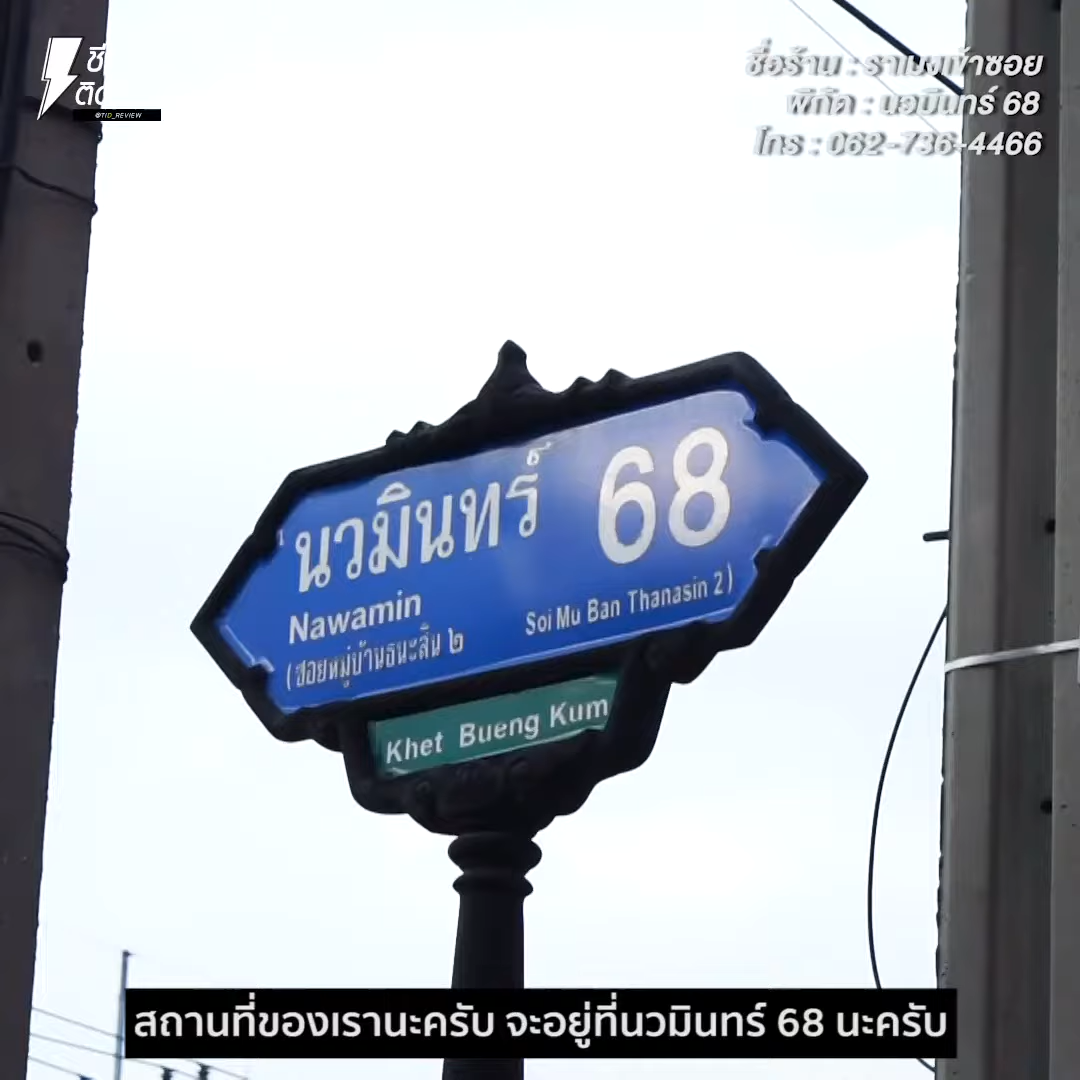 @TID_REVIEW
ชื่อร้าน : ราเมงเข้าซอย
พิกัด : นวมินทร์ 68
โทร : 062-736-4466
นวมินทร์ 68
Nawamin
(ซอยหมู่บ้านธนะสิน ๒
Soi Mu Ban Thanasin 2)
Khet Bueng Kum
สถานที่ของเรานะครับ จะอยู่ที่นวมินทร์ 68 นะครับ